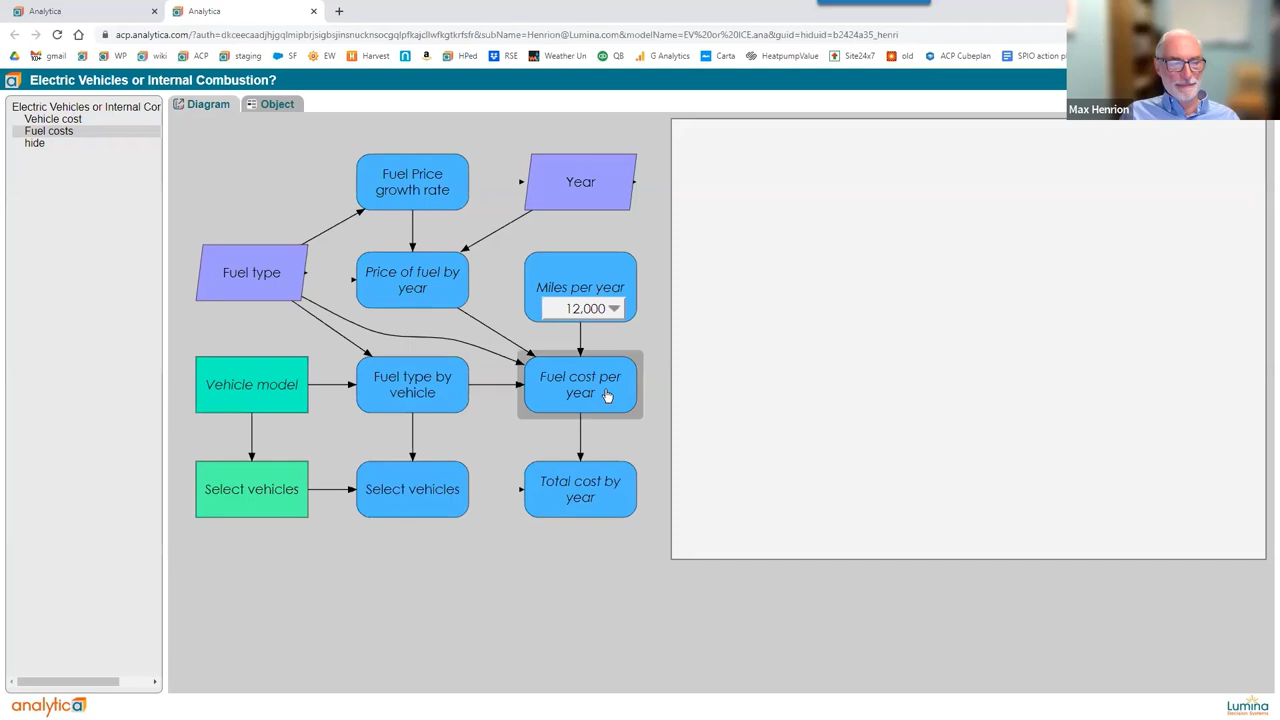 Analytica
Analytica
acp.analytica.com/?auth=dkceecaadjhjgqlmipbrjsigbsjinsnucknsocgqlpfkajcllwfkgtkrfsfr&subName=Henrion@Lumina.com&modelName=EV%20or%20ICE.ana&guid=hiduid=b2424a35_henri
gmail
WP
wiki
ACP
staging
SF
EW
Harvest
HPed
RSE
Weather Un
Carta
QB
G Analytics
HeatpumpValue
Site24x7
old
ACP Cubeplan
SPIO action pl
Electric Vehicles or Internal Combustion?
Max Henrion
Electric Vehicles or Internal Cor
Vehicle cost
Fuel costs
hide
Diagram
Object
Fuel Price
growth rate
Year
Fuel type
Price of fuel by
year
Miles per year
12,000
Vehicle model
Fuel type by
vehicle
Fuel cost per
year
Select vehicles
Select vehicles
Total cost by
year
analytica
Lumina
Decision Systems